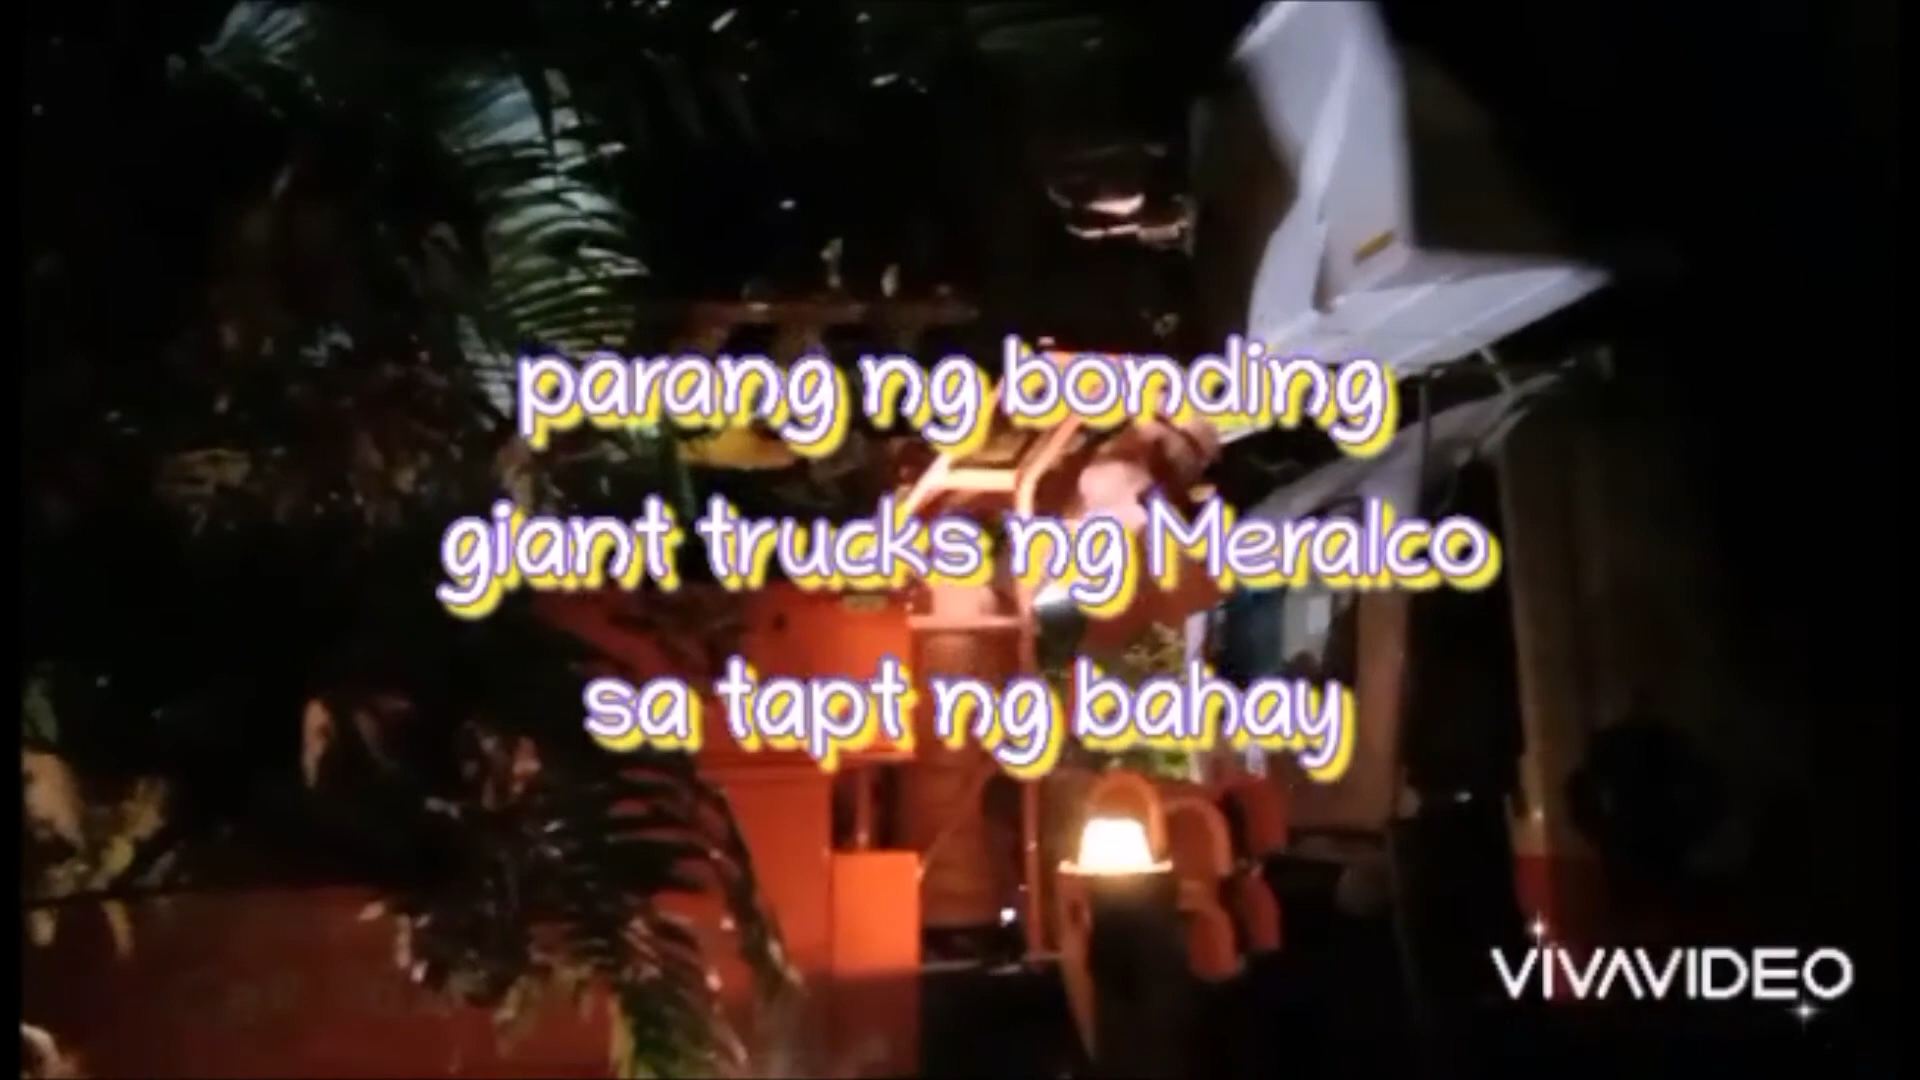 parang ng bonding
giant trucks ng Meralco
sa tapt ng bahay
VIVAVIDEO